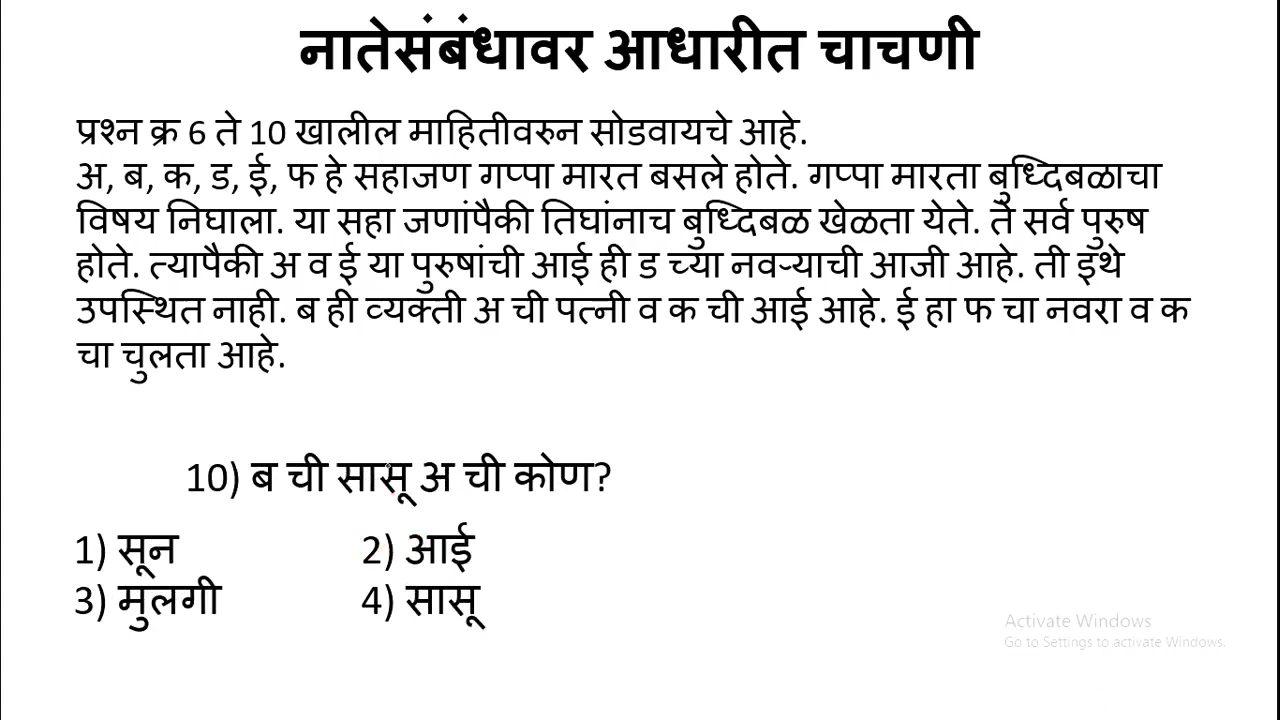 नातेसंबंधावर आधारीत चाचणी
प्रश्न क्र 6 ते 10 खालील माहितीवरुन सोडवायचे आहे.
अ, ब, क, ड, ई, फ हे सहाजण गप्पा मारत बसले होते. गप्पा मारता बुध्दिबळाचा
विषय निघाला. या सहा जणांपैकी तिघांनाच बुध्दिबळ खेळता येते. ते सर्व पुरुष
होते. त्यापैकी अ व ई या पुरुषांची आई ही ड च्या नवऱ्याची आजी आहे. ती इथे
उपस्थित नाही. ब ही व्यक्ती अ ची पत्नी व क ची आई आहे. ई हा फ चा नवरा व क
चा चुलता आहे.
10) ब ची सासू अ ची कोण?
1) सून 2) आई
3) मुलगी 4) सासू
Activate Windows
Go to Settings to activate Windows.